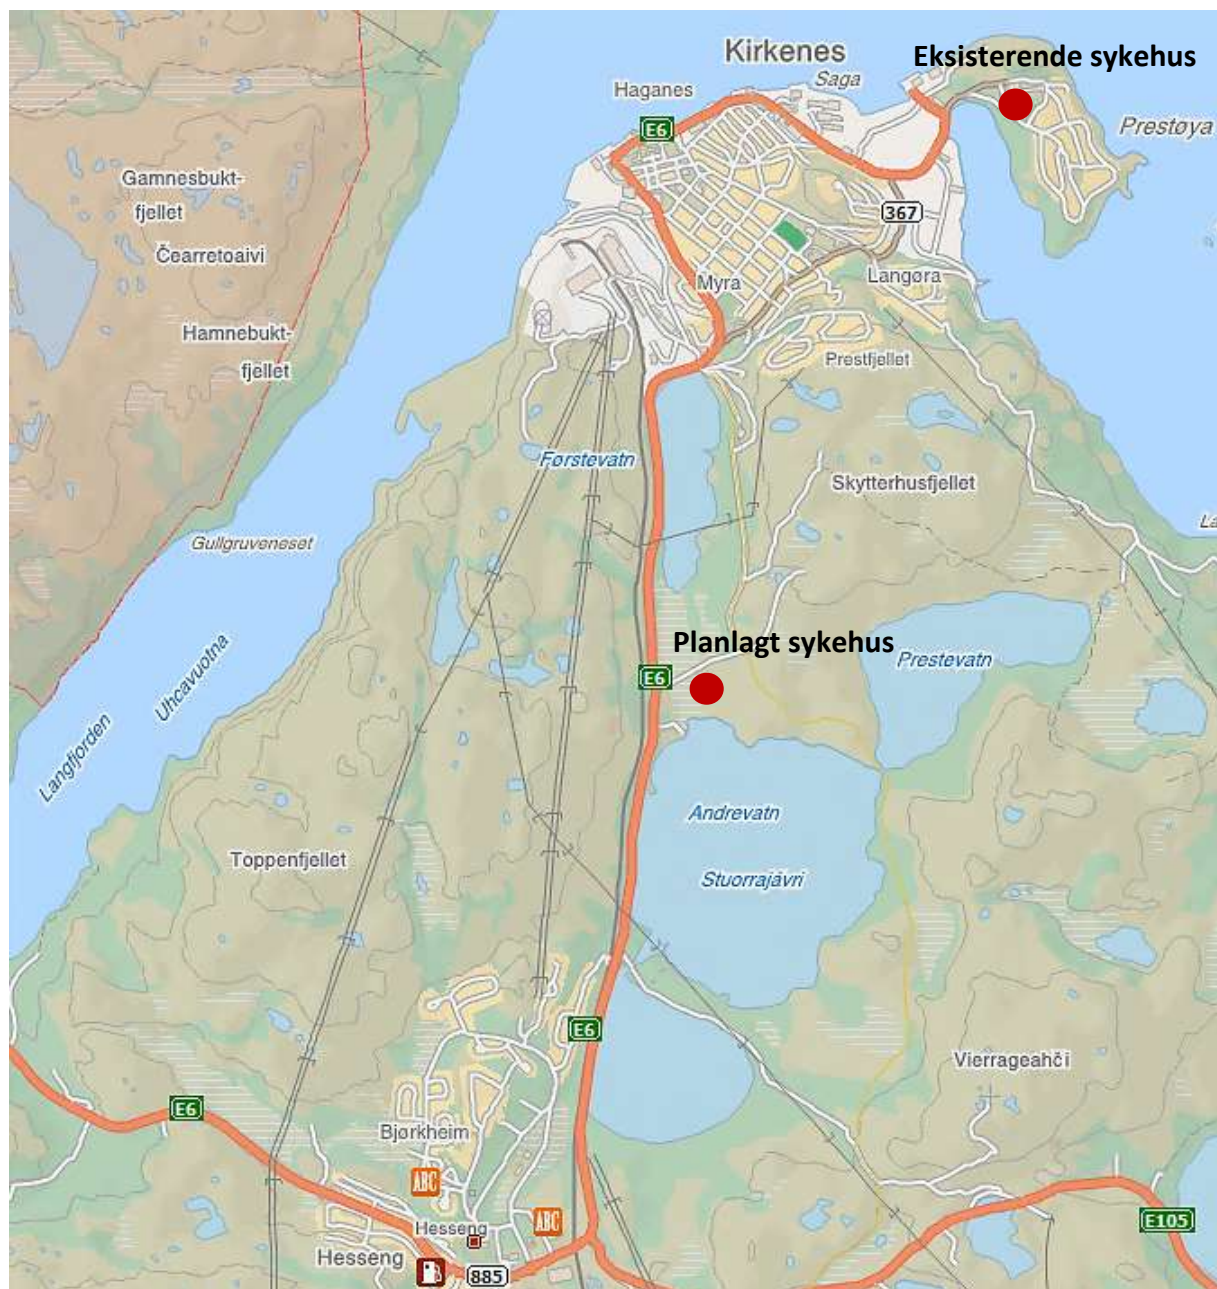 Kirkenes
Eksisterende sykehus
Saga
Haganes
Prestøya
E6
Gamnesbukt-
fjellet
367
Čearretoaivi
Myra
Langøra
Hamnebukt-
fjellet
Prestfjellet
Førstevatn
Skytterhusfjellet
Gullgruveneset
Planlagt sykehus
Prestevatn
E6
Uhcavuotna
Langfjorden
Andrevatn
Toppenfjellet
Stuorrajávri
E6
Vierrageahči
E6
Bjørkheim
ABC
ABC
E105
Hesseng
Hesseng
885